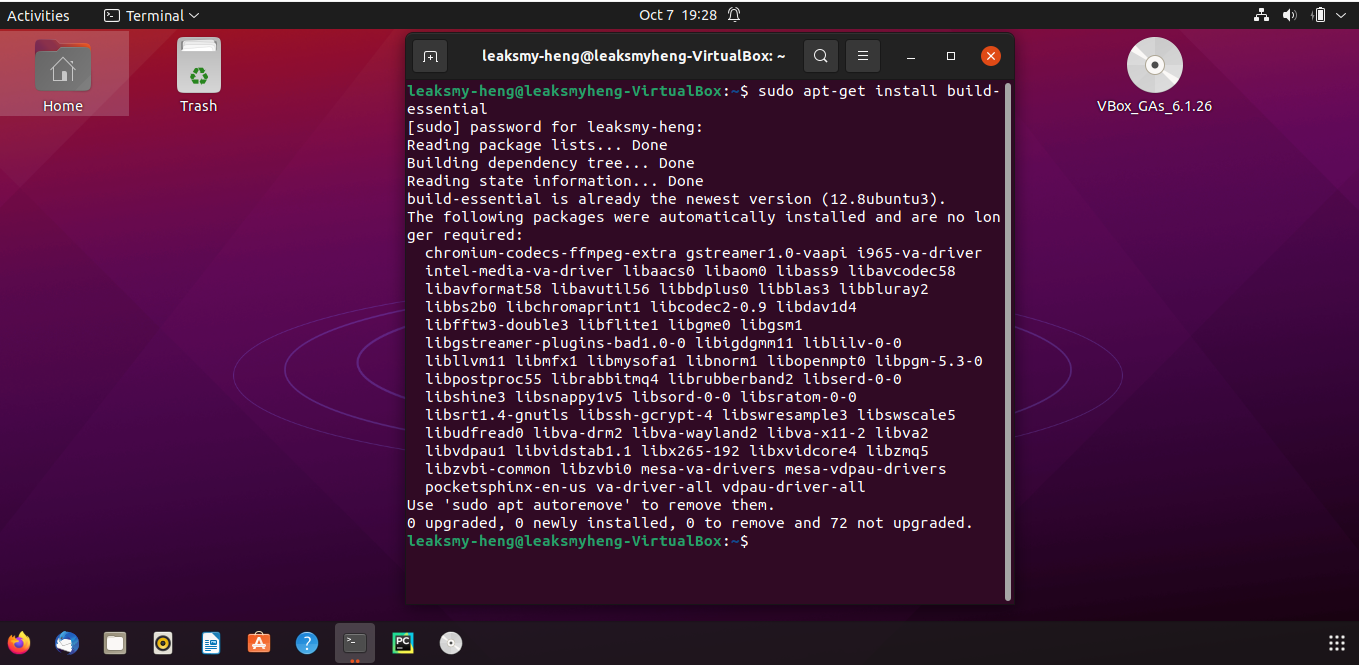 Activities
Terminal
Oct 7 19:28
Home
Trash
VBox_GAs_6.1.26
leaksmy-heng@leaksmyheng-VirtualBox: ~
leaksmy-heng@leaksmyheng-VirtualBox:~$ sudo apt-get install build-
essential
[sudo] password for leaksmy-heng:
Reading package lists... Done
Building dependency tree... Done
Reading state information... Done
build-essential is already the newest version (12.8ubuntu3).
The following packages were automatically installed and are no lon
ger required:
chromium-codecs-ffmpeg-extra gstreamer1.0-vaapi i965-va-driver
intel-media-va-driver libaacs0 libaom0 libass9 libavcodec58
libavformat58 libavutil56 libbdplus0 libblas3 libbluray2
libbs2b0 libchromaprint1 libcodec2-0.9 libdav1d4
libfftw3-double3 libflite1 libgme0 libgsm1
libgstreamer-plugins-bad1.0-0 libigdgmm11 liblilv-0-0
libllvm11 libmfx1 libmysofa1 libnorm1 libopenmpt0 libpgm-5.3-0
libpostproc55 librabbitmq4 librubberband2 libserd-0-0
libshine3 libsnappy1v5 libsord-0-0 libsratom-0-0
libsrt1.4-gnutls libssh-gcrypt-4 libswresample3 libswscale5
libudfread0 libva-drm2 libva-wayland2 libva-x11-2 libva2
libvdpau1 libvidstab1.1 libx265-192 libxvidcore4 libzmq5
libzvbi-common libzvbi0 mesa-va-drivers mesa-vdpau-drivers
pocketsphinx-en-us va-driver-all vdpau-driver-all
Use 'sudo apt autoremove' to remove them.
0 upgraded, 0 newly installed, 0 to remove and 72 not upgraded.
leaksmy-heng@leaksmyheng-VirtualBox:~$
PC